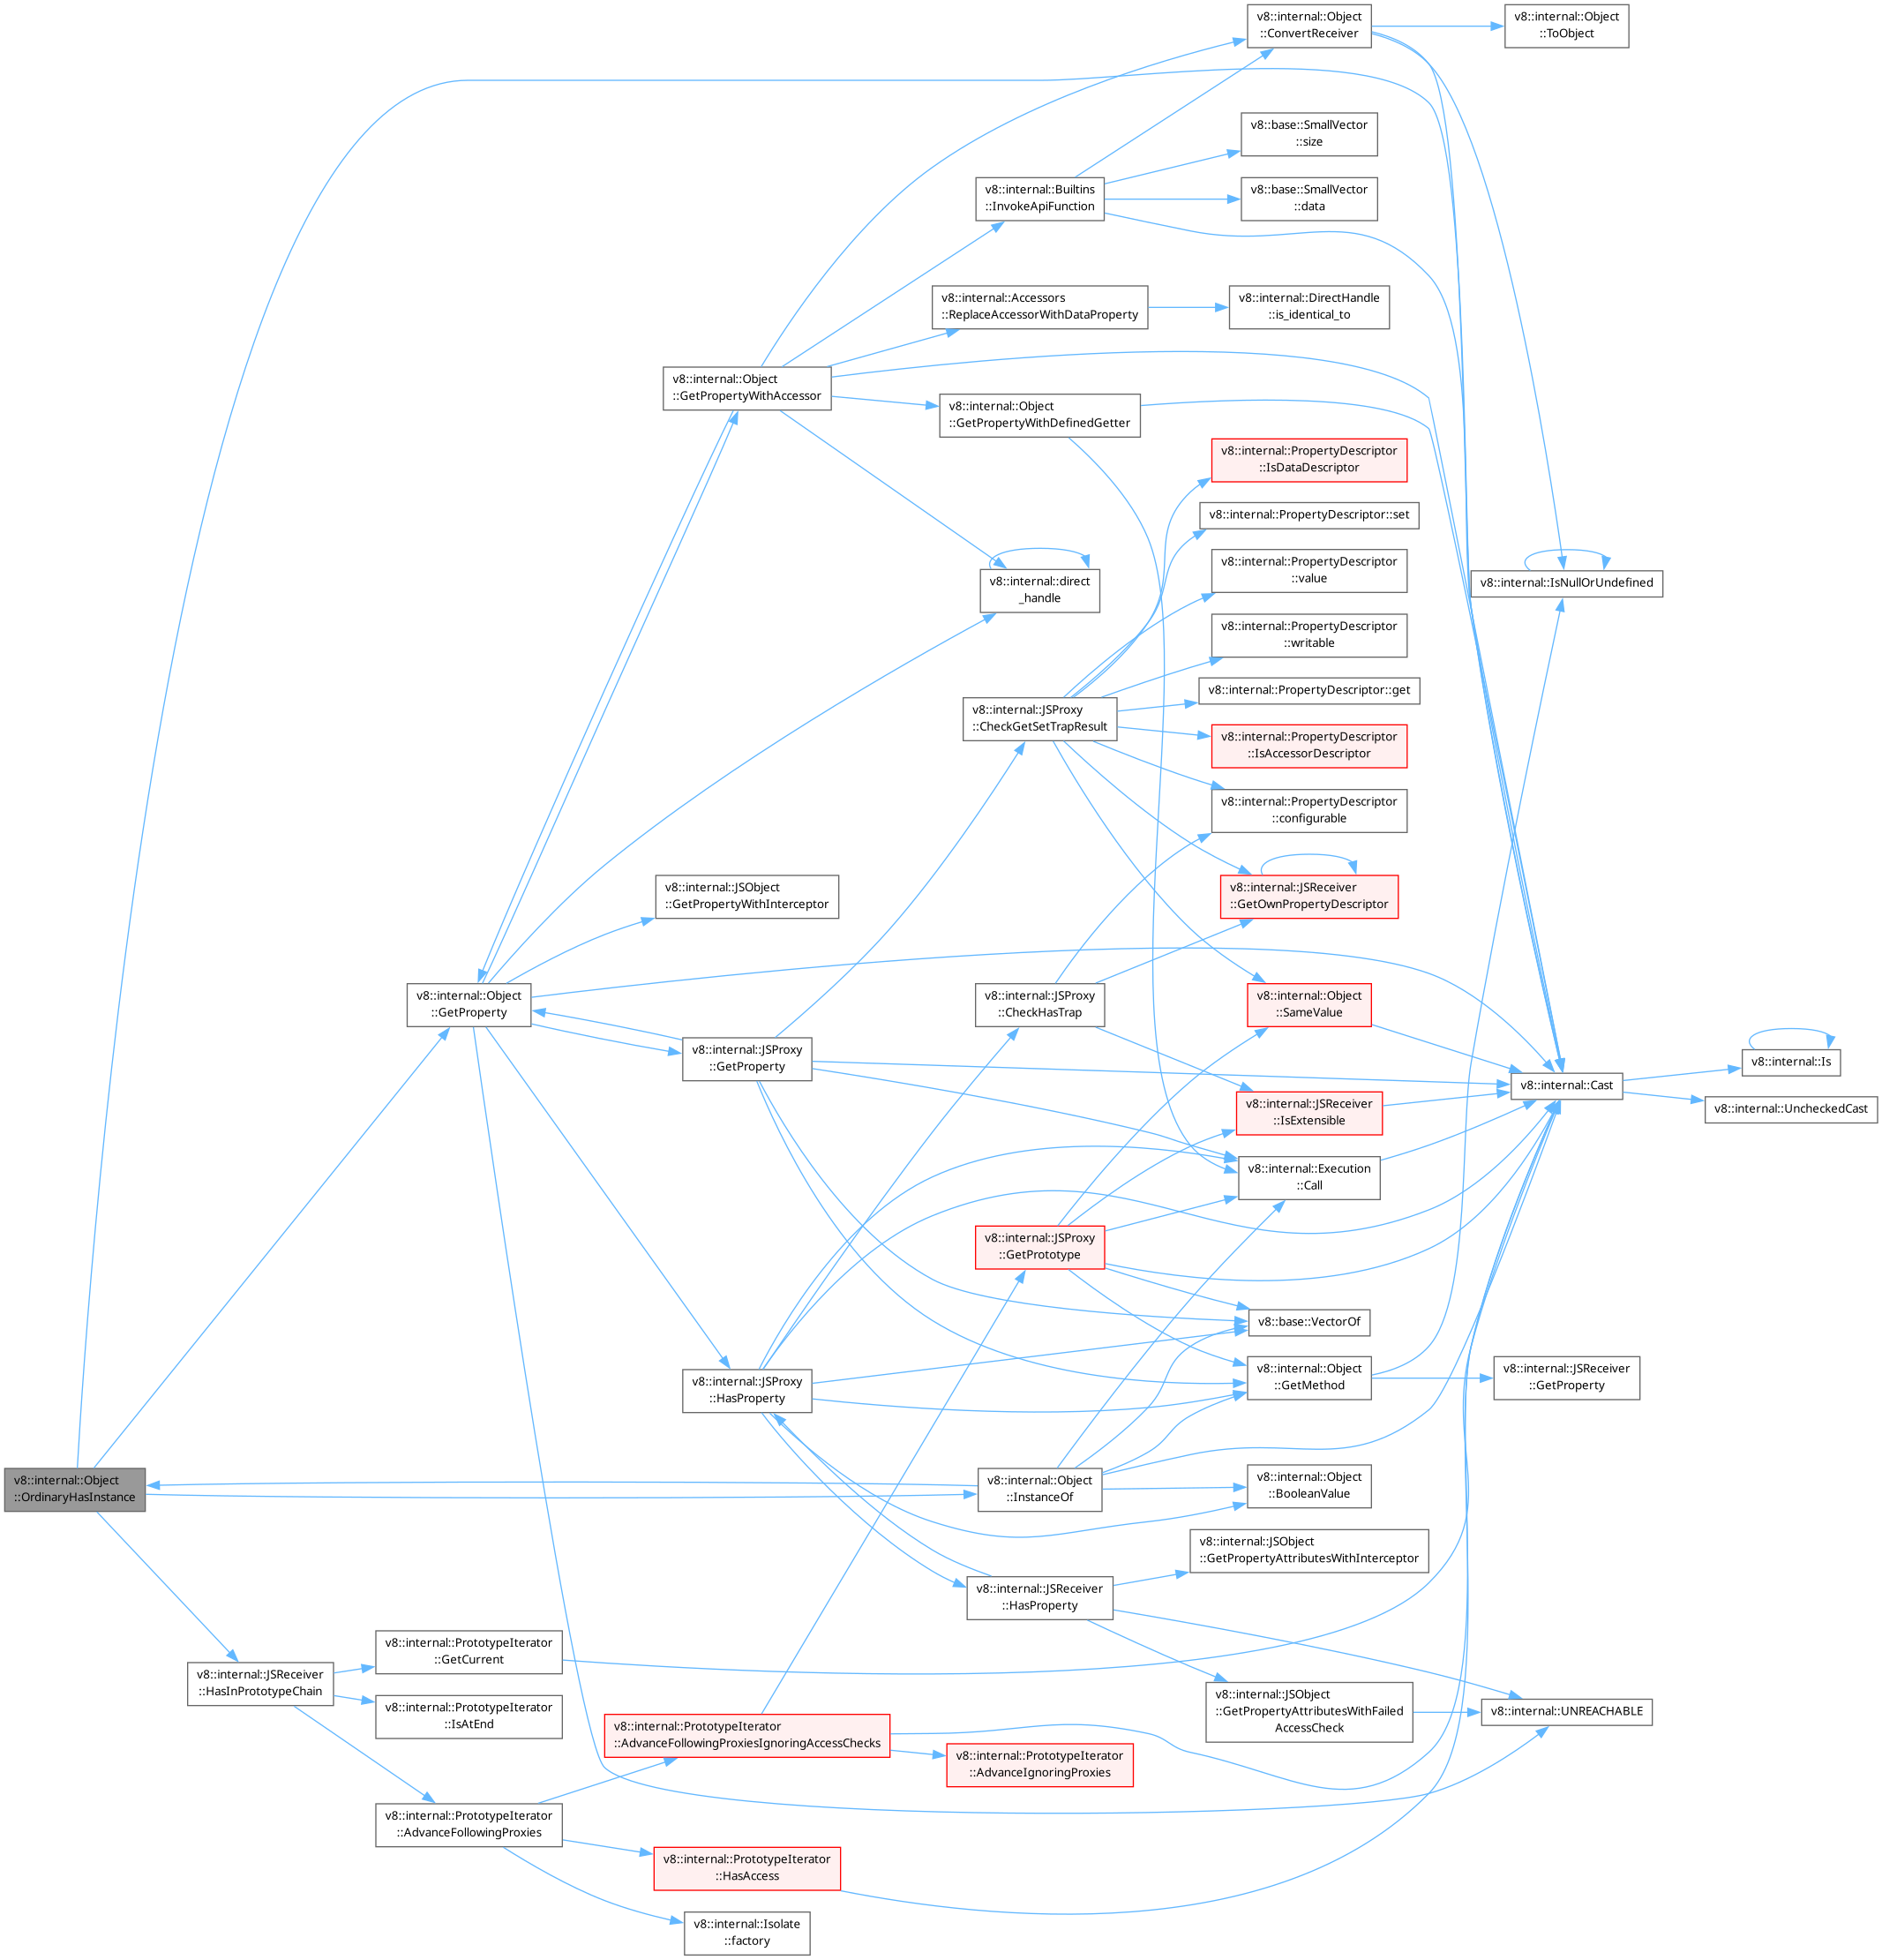 v8::internal::Object
::ConvertReceiver
v8::internal::Object
::ToObject
v8::base::SmallVector
::size
v8::internal::Builtins
::InvokeApiFunction
v8::base::SmallVector
::data
v8::internal::Accessors
::ReplaceAccessorWithDataProperty
v8::internal::DirectHandle
::is_identical_to
v8::internal::Object
::GetPropertyWithAccessor
v8::internal::Object
::GetPropertyWithDefinedGetter
v8::internal::PropertyDescriptor
::IsDataDescriptor
v8::internal::PropertyDescriptor::set
v8::internal::direct
_handle
v8::internal::PropertyDescriptor
::value
v8::internal::IsNullOrUndefined
v8::internal::PropertyDescriptor
::writable
v8::internal::PropertyDescriptor::get
v8::internal::JSProxy
::CheckGetSetTrapResult
v8::internal::PropertyDescriptor
::IsAccessorDescriptor
v8::internal::PropertyDescriptor
::configurable
v8::internal::JSObject
::GetPropertyWithInterceptor
v8::internal::JSReceiver
::GetOwnPropertyDescriptor
v8::internal::Object
::GetProperty
v8::internal::JSProxy
::CheckHasTrap
v8::internal::Object
::SameValue
v8::internal::JSProxy
::GetProperty
v8::internal::Is
v8::internal::Cast
v8::internal::JSReceiver
::IsExtensible
v8::internal::UncheckedCast
v8::internal::Execution
::Call
v8::internal::JSProxy
::GetPrototype
v8::base::VectorOf
v8::internal::JSProxy
::HasProperty
v8::internal::Object
::GetMethod
v8::internal::JSReceiver
::GetProperty
v8::internal::Object
::OrdinaryHasInstance
v8::internal::Object
::InstanceOf
v8::internal::Object
::BooleanValue
v8::internal::JSObject
::GetPropertyAttributesWithInterceptor
v8::internal::JSReceiver
::HasProperty
v8::internal::PrototypeIterator
::GetCurrent
v8::internal::JSReceiver
::HasInPrototypeChain
v8::internal::JSObject
::GetPropertyAttributesWithFailed
AccessCheck
v8::internal::UNREACHABLE
v8::internal::PrototypeIterator
::IsAtEnd
v8::internal::PrototypeIterator
::AdvanceFollowingProxiesIgnoringAccessChecks
v8::internal::PrototypeIterator
::AdvanceIgnoringProxies
v8::internal::PrototypeIterator
::AdvanceFollowingProxies
v8::internal::PrototypeIterator
::HasAccess
v8::internal::Isolate
::factory